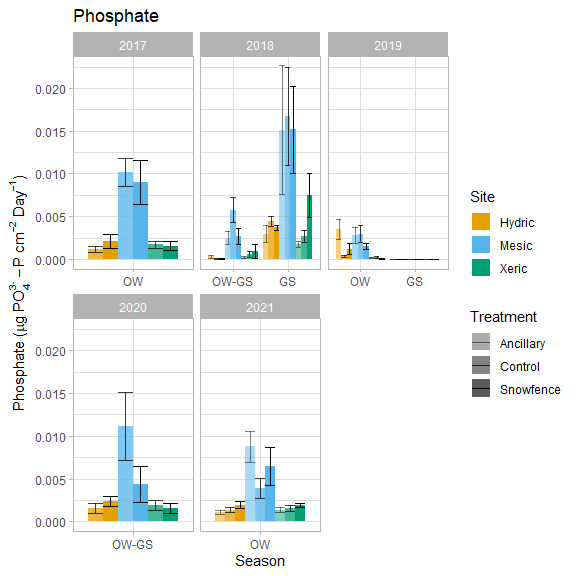 Phosphate
2017 2018 2019
0.020
0.015
0.010
0.005
0.000
OW OW-GS GS OW GS
2020 2021
0.020
0.015
0.010
0.005
0.000
OW-GS OW
Season
Phosphate (µg PO₄³⁻−P cm⁻² Day⁻¹)
Site
Hydric
Mesic
Xeric
Treatment
Ancillary
Control
Snowfence